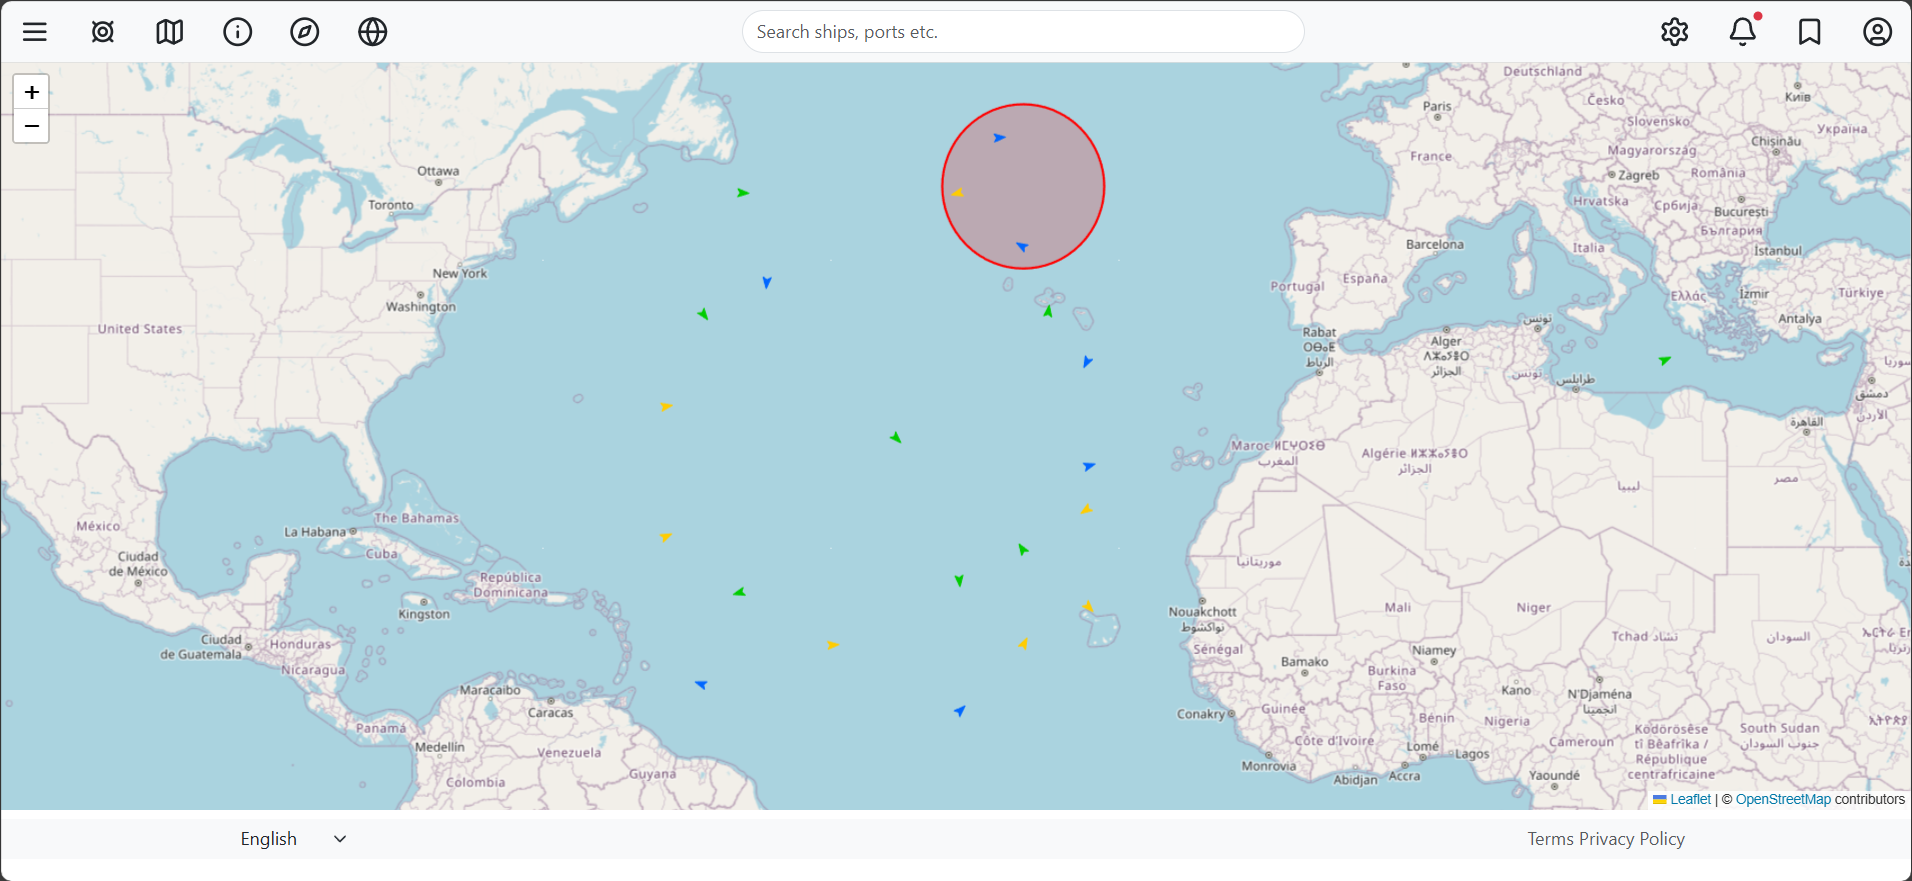 Search ships, ports etc.
+
−
Deutschland
Paris
Česko
Київ
Slovensko
Україна
Chișinău
Ottawa
France
Magyarország
Zagreb
România
Toronto
Hrvatska
Србија
București
България
Barcelona
Italia
Istanbul
New York
Portugal
España
Ελλάς
İzmir
Türkiye
Washington
Antalya
United States
Rabat
ⵔⴱⴰⵟ
الرباط
Alger
الجزائر
تونس
تونس
طرابلس
دمشق
القاهرة
Maroc ⵍⵎⵖⵔⵉⴱ
المغرب
Algérie
الجزائر
ليبيا
مصر
México
La Habana
The Bahamas
Cuba
Ciudad
de México
República
Dominicana
موريتانيا
Kingston
Nouakchott
نواكشوط
Mali
Niger
Ciudad
de Guatemala
Honduras
Nicaragua
Sénégal
Tchad تشاد
السودان
Bamako
Niamey
Burkina
Faso
Maracaibo
Caracas
Kano
N'Djaména
انجمينا
Conakry
Guinée
Bénin
Nigeria
Panamá
Medellín
Venezuela
Côte d'Ivoire
Lomé
Lagos
Cameroun
Ködörösêse
tî Bêafrîka /
République
centrafricaine
South Sudan
جنوب السودان
Monrovia
Abidjan
Accra
Yaoundé
Colombia
Guyana
Leaflet | © OpenStreetMap contributors
English
Terms Privacy Policy